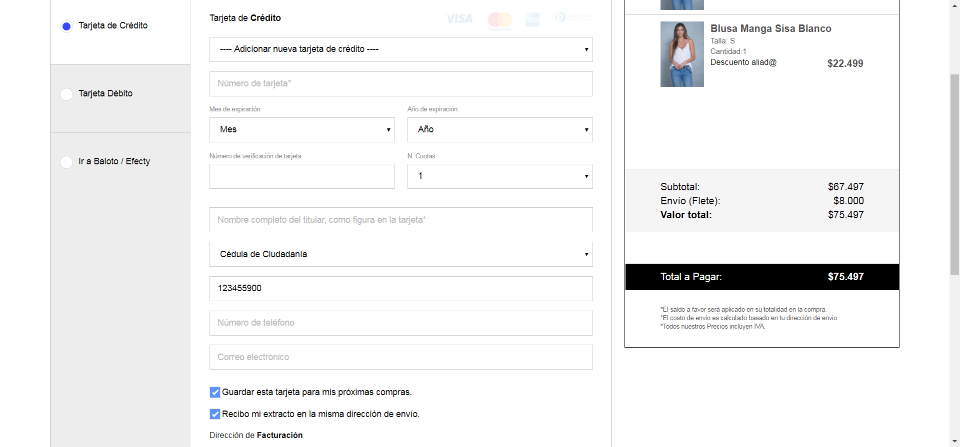 Tarjeta de Crédito
Tarjeta Débito
Ir a Baloto / Efecty
Tarjeta de Crédito
VISA
---- Adicionar nueva tarjeta de crédito ----
Número de tarjeta*
Mes de expiración
Año de expiración
Mes
Año
Número de verificación de tarjeta
N. Cuotas
1
Nombre completo del titular, como figura en la tarjeta*
Cédula de Ciudadanía
123455900
Número de teléfono
Correo electrónico
Guardar esta tarjeta para mis próximas compras.
Recibo mi extracto en la misma dirección de envío.
Dirección de Facturación
Blusa Manga Sisa Blanco
Talla: S
Cantidad:1
Descuento aliad@ $22.499
Subtotal: $67.497
Envío (Flete): $8.000
Valor total: $75.497
Total a Pagar: $75.497
*El saldo a favor será aplicado en su totalidad en la compra.
*El costo de envío es calculado basado en tu dirección de envío
*Todos nuestros Precios incluyen IVA.